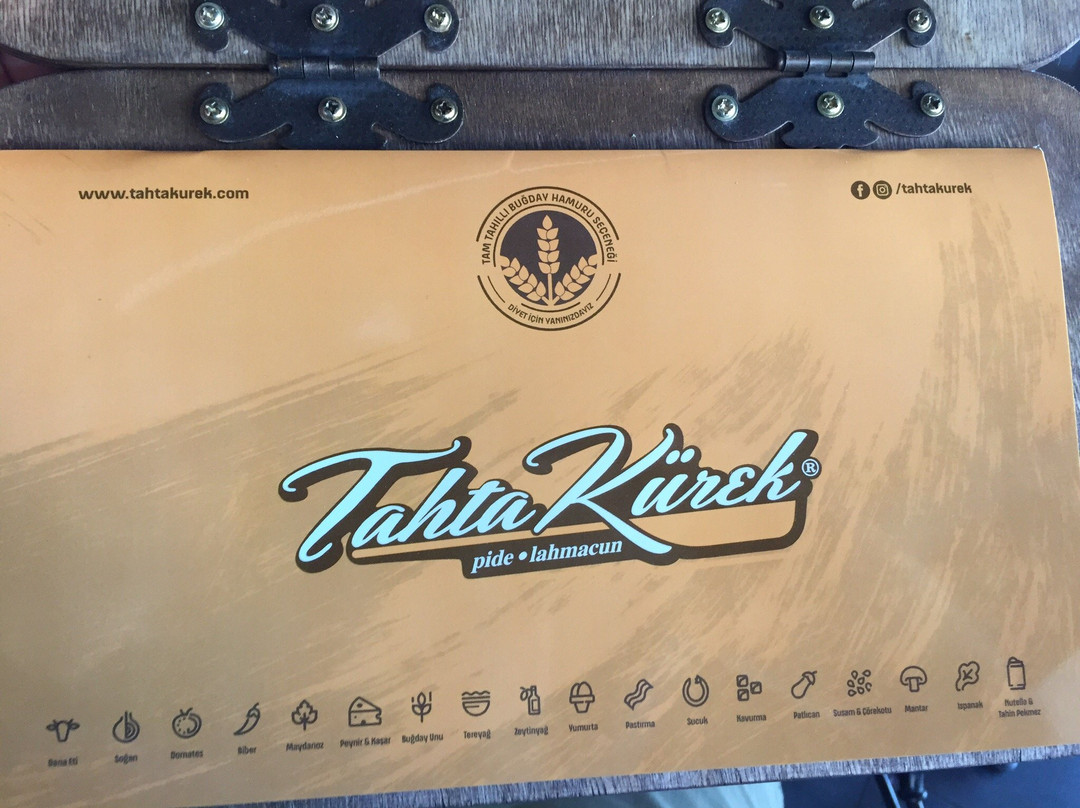 www.tahtakurek.com
/tahtakurek
TAM TAHILLI BUĞDAY HAMURU SEÇENEĞİ
DİYET İÇİN YANINIZDAYIZ
Tahta Kürek®
pide • lahmacun
Dana Eti
Soğan
Domates
Biber
Maydanoz
Peynir & Kaşar
Buğday Unu
Tereyağ
Zeytinyağ
Yumurta
Pastırma
Sucuk
Kavurma
Patlıcan
Susam & Çörekotu
Mantar
Ispanak
Nutella &
Tahin Pekmez